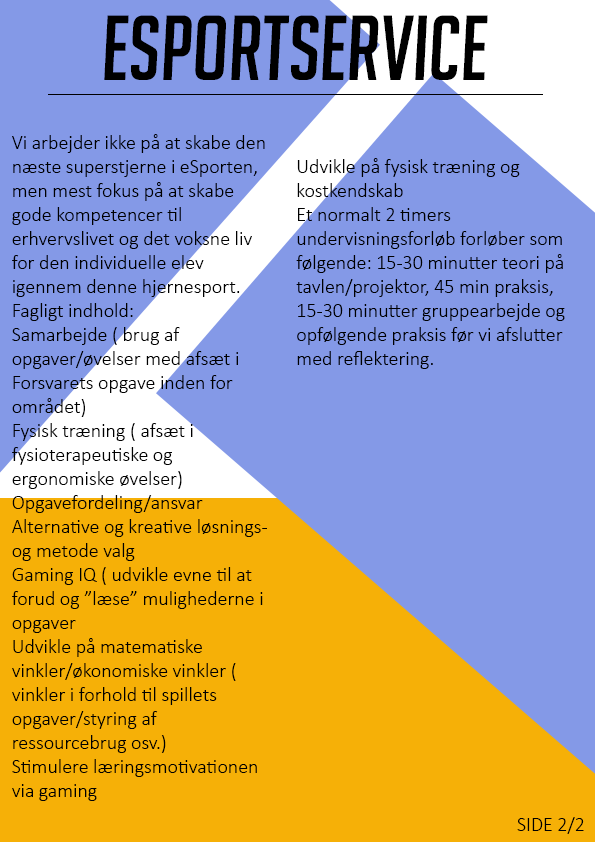 ESPORTSERVICE
Vi arbejder ikke på at skabe den
næste superstjerne i eSporten,
men mest fokus på at skabe
gode kompetencer til
erhvervslivet og det voksne liv
for den individuelle elev
igennem denne hjernesport.
Fagligt indhold:
Samarbejde ( brug af
opgaver/øvelser med afsæt i
Forsvarets opgave inden for
området)
Fysisk træning ( afsæt i
fysioterapeutiske og
ergonomiske øvelser)
Opgavefordeling/ansvar
Alternative og kreative løsnings-
og metode valg
Gaming IQ ( udvikle evne til at
forud og ”læse” mulighederne i
opgaver
Udvikle på matematiske
vinkler/økonomiske vinkler (
vinkler i forhold til spillets
opgaver/styring af
ressourcebrug osv.)
Stimulere læringsmotivationen
via gaming
Udvikle på fysisk træning og
kostkendskab
Et normalt 2 timers
undervisningsforløb forløber som
følgende: 15-30 minutter teori på
tavlen/projektor, 45 min praksis,
15-30 minutter gruppearbejde og
opfølgende praksis før vi afslutter
med reflektering.
SIDE 2/2